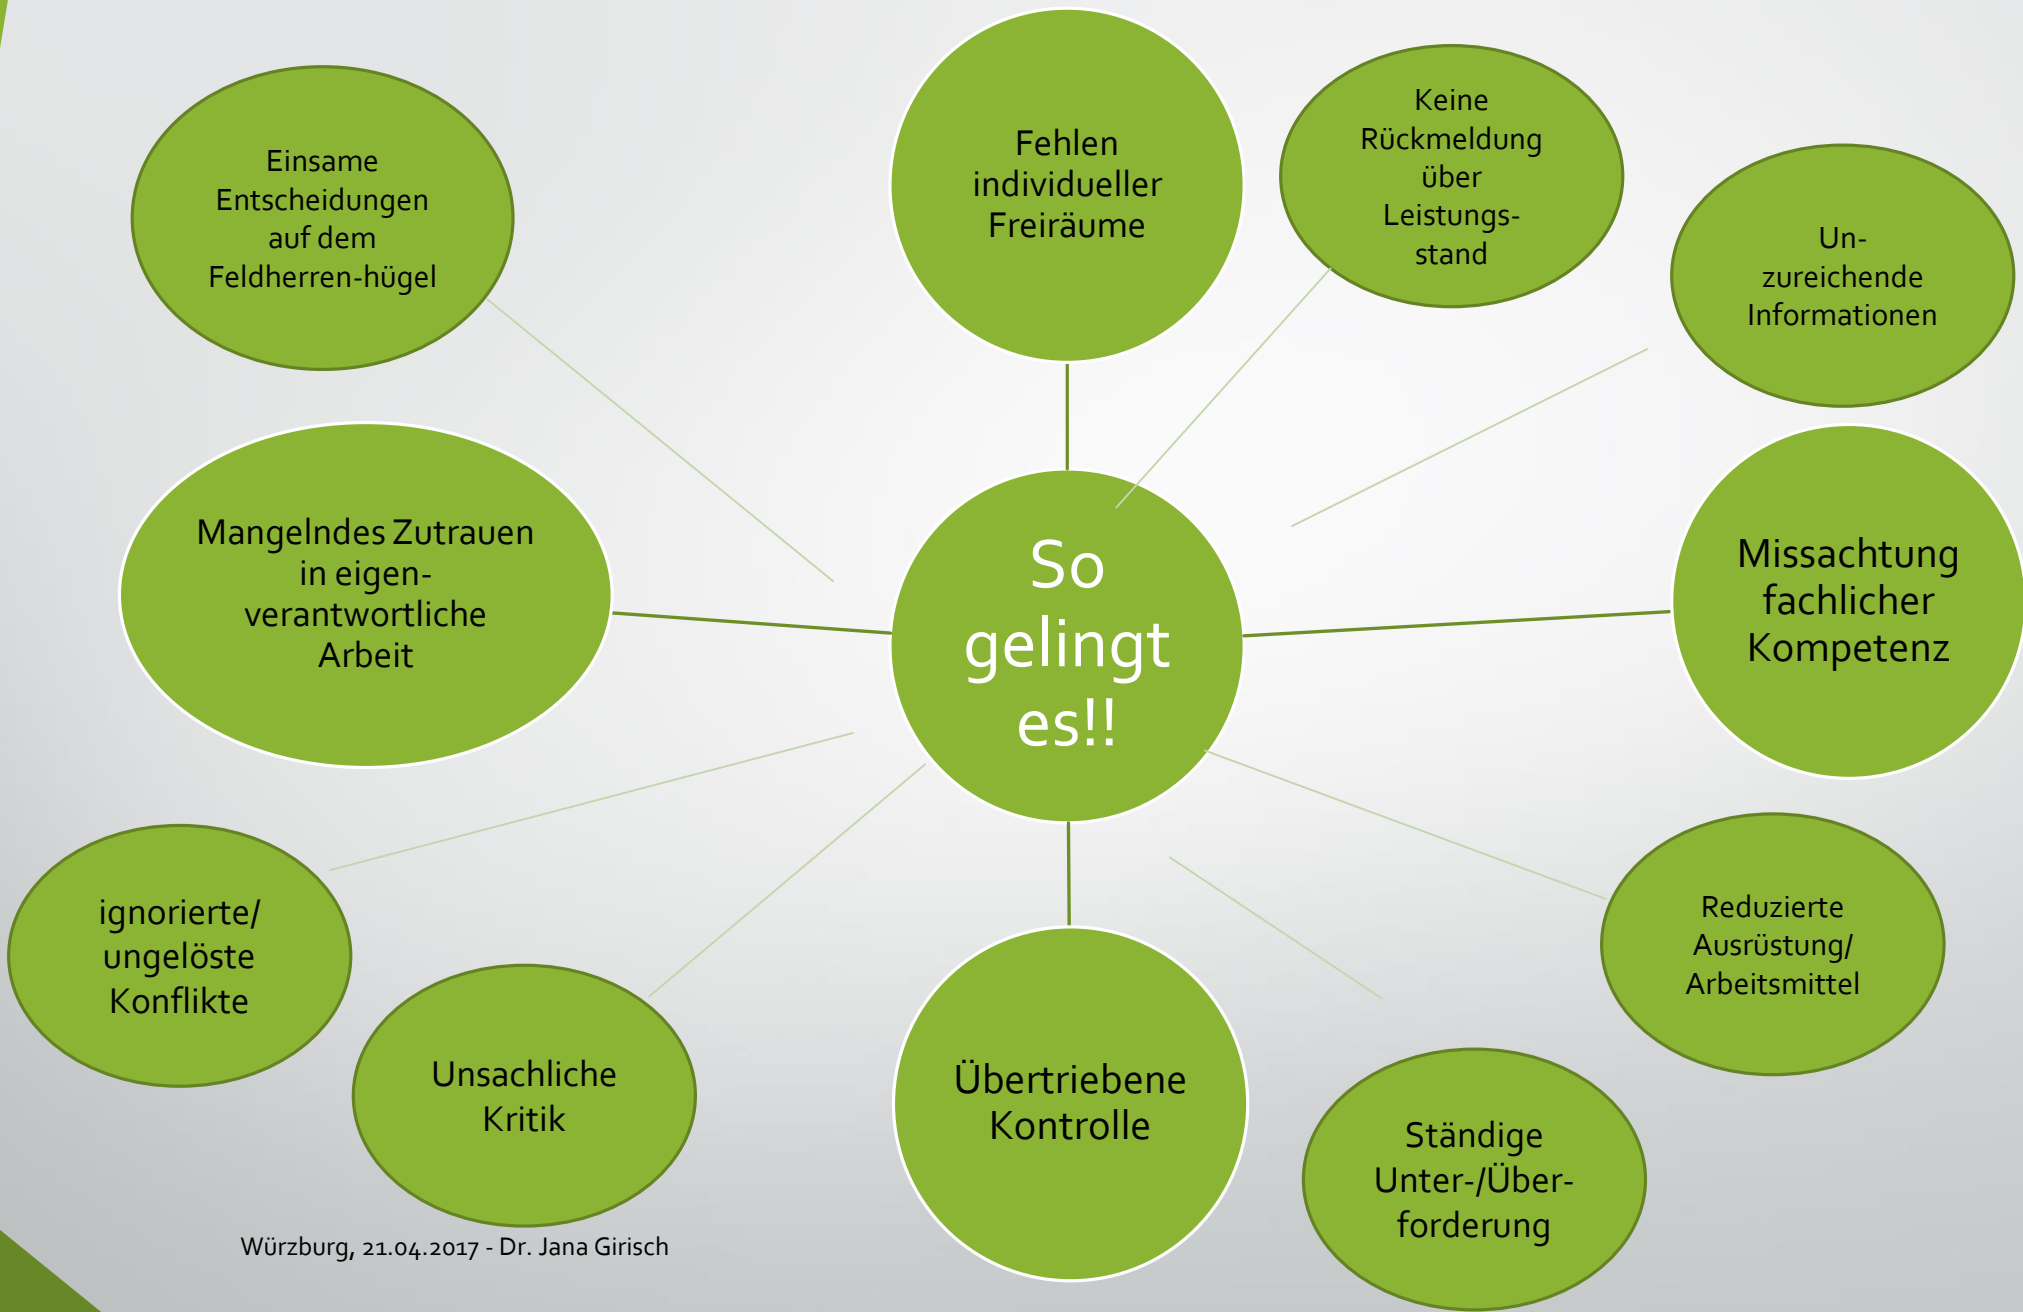 Einsame
Entscheidungen
auf dem
Feldherren-hügel
Fehlen
individueller
Freiräume
Keine
Rückmeldung
über
Leistungs-
stand
Un-
zureichende
Informationen
Mangelndes Zutrauen
in eigen-
verantwortliche
Arbeit
So
gelingt
es!!
Missachtung
fachlicher
Kompetenz
ignorierte/
ungelöste
Konflikte
Unsachliche
Kritik
Übertriebene
Kontrolle
Ständige
Unter-/Über-
forderung
Reduzierte
Ausrüstung/
Arbeitsmittel
Würzburg, 21.04.2017 - Dr. Jana Girisch